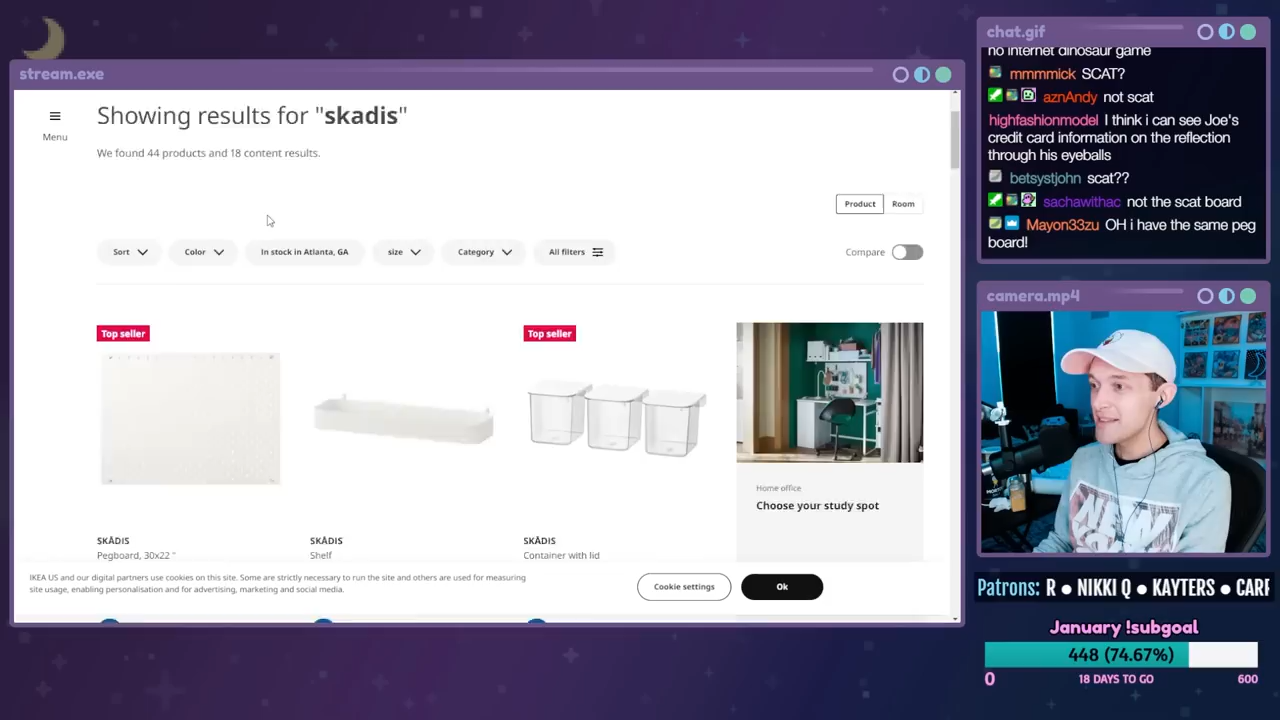 stream.exe
Menu
Showing results for "skadis"
We found 44 products and 18 content results.
Product
Room
Sort
Color
In stock in Atlanta, GA
size
Category
All filters
Compare
Top seller
Top seller
SKÅDIS
Pegboard, 30x22 "
SKÅDIS
Shelf
SKÅDIS
Container with lid
Home office
Choose your study spot
IKEA US and our digital partners use cookies on this site. Some are strictly necessary to run the site and others are used for measuring
site usage, enabling personalisation and for advertising, marketing and social media.
Cookie settings
Ok
chat.gif
no internet dinosaur game
mmmmick SCAT?
aznAndy not scat
highfashionmodel I think i can see Joe's
credit card information on the reflection
through his eyeballs
betsystjohn scat??
sachawithac not the scat board
Mayon33zu OH i have the same peg
board!
camera.mp4
Patrons: R ● NIKKI Q ● KAYTERS ● CARF
January !subgoal
448 (74.67%)
0
18 DAYS TO GO
600